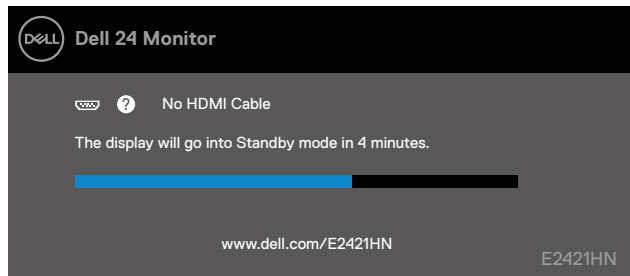 DELL
Dell 24 Monitor
? No HDMI Cable
The display will go into Standby mode in 4 minutes.
www.dell.com/E2421HN
E2421HN